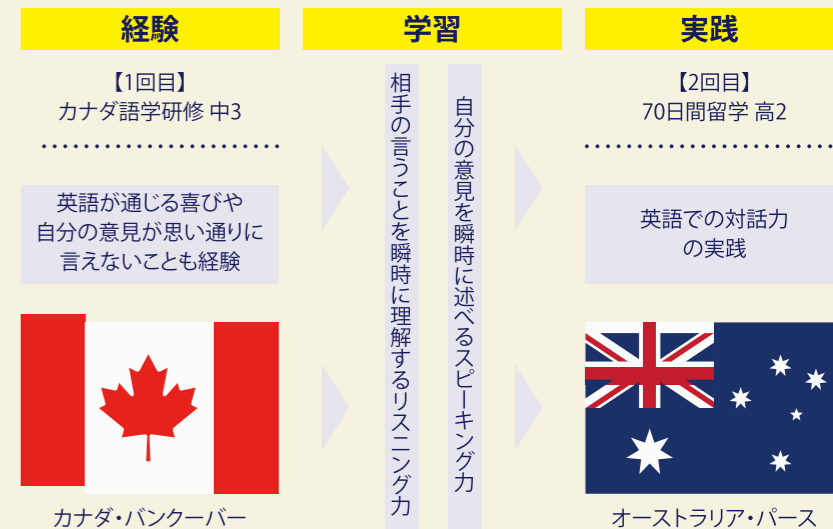 経験
【1回目】
カナダ語学研修 中3
英語が通じる喜びや
自分の意見が思い通りに
言えないことも経験
カナダ・バンクーバー
学習
相手の言うことを瞬時に理解するリスニング力
自分の意見を瞬時に述べるスピーキング力
実践
【2回目】
70日間留学 高2
英語での対話力
の実践
オーストラリア・パース